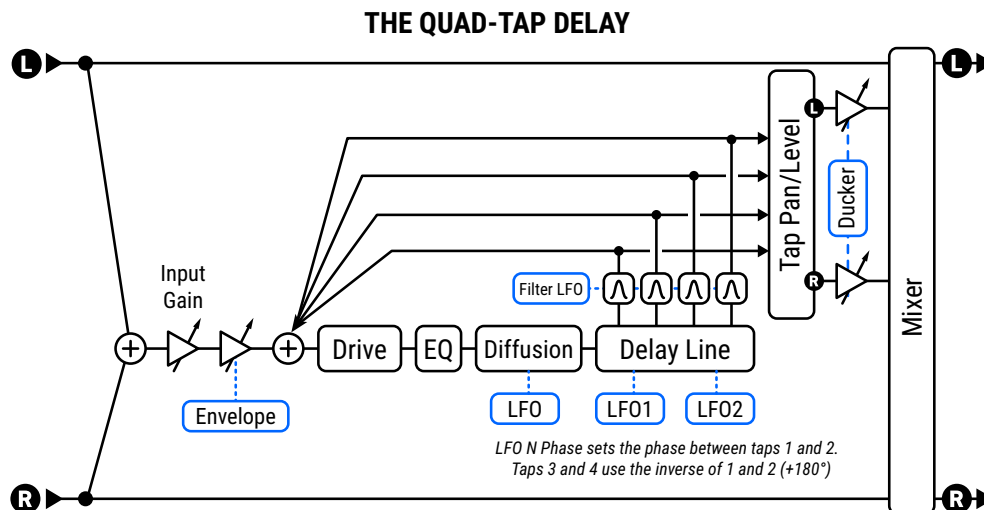 THE QUAD-TAP DELAY
L
L
L
Tap Pan/Level
Ducker
Input
Gain
Filter LFO
R
Mixer
Drive
EQ
Diffusion
Delay Line
Envelope
LFO
LFO1
LFO2
LFO N Phase sets the phase between taps 1 and 2.
Taps 3 and 4 use the inverse of 1 and 2 (+180°)
R
R